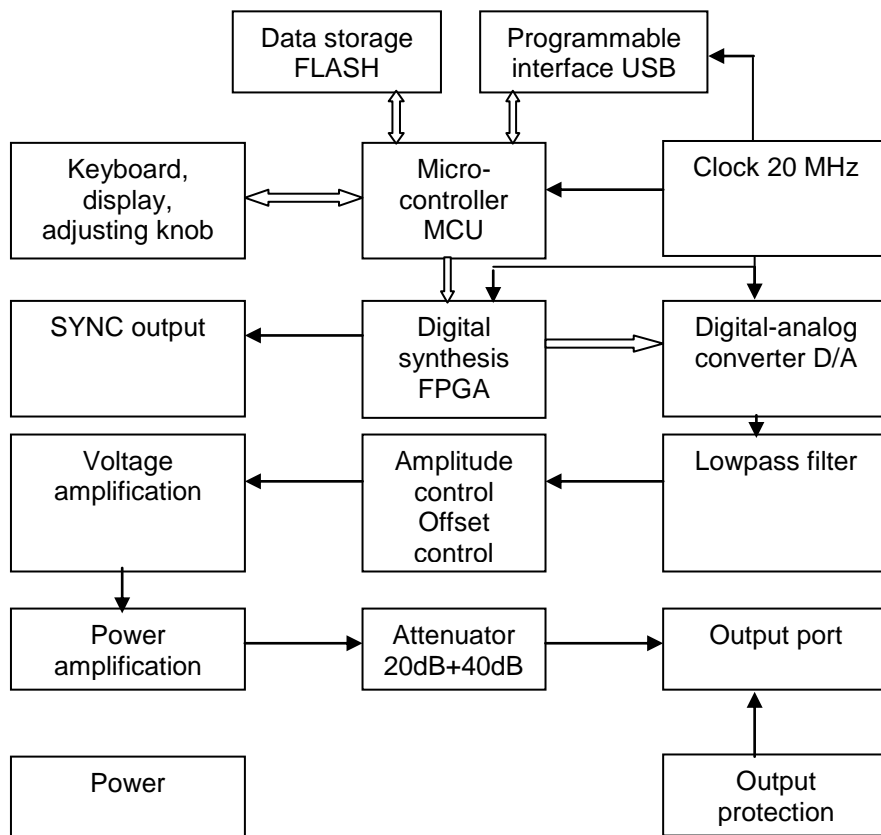 Data storage
FLASH
Programmable
interface USB
Keyboard,
display,
adjusting knob
Micro-
controller
MCU
Clock 20 MHz
SYNC output
Digital
synthesis
FPGA
Digital-analog
converter D/A
Voltage
amplification
Amplitude
control
Offset
control
Lowpass filter
Power
amplification
Attenuator
20dB+40dB
Output port
Power
Output
protection